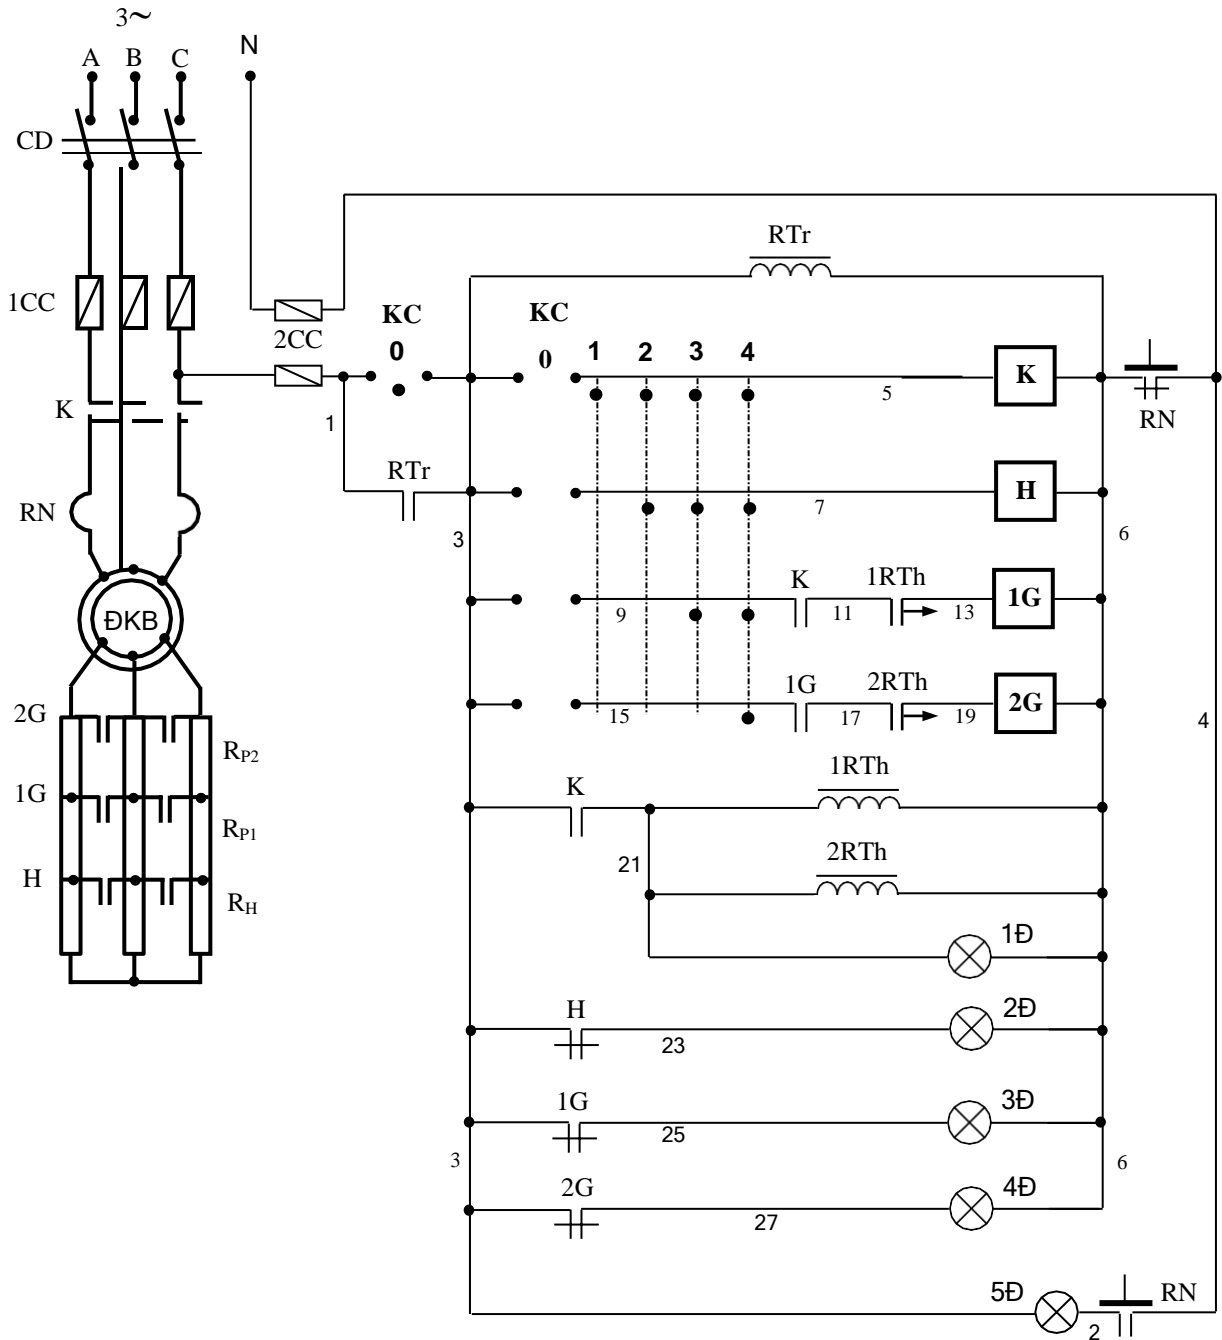 3~
N
A B C
CD
RTr
1CC
2CC
KC
0
KC
0
1 2 3 4
5
K
RN
K
1
RTr
3
7
H
6
RN
ĐKB
9
K
11
1RTh
13
1G
2G
15
1G
17
2RTh
19
2G
4
R_P2
1G
K
1RTh
R_P1
21
2RTh
H
R_H
1Đ
H
23
2Đ
1G
25
3Đ
3
6
2G
27
4Đ
5Đ
2
RN